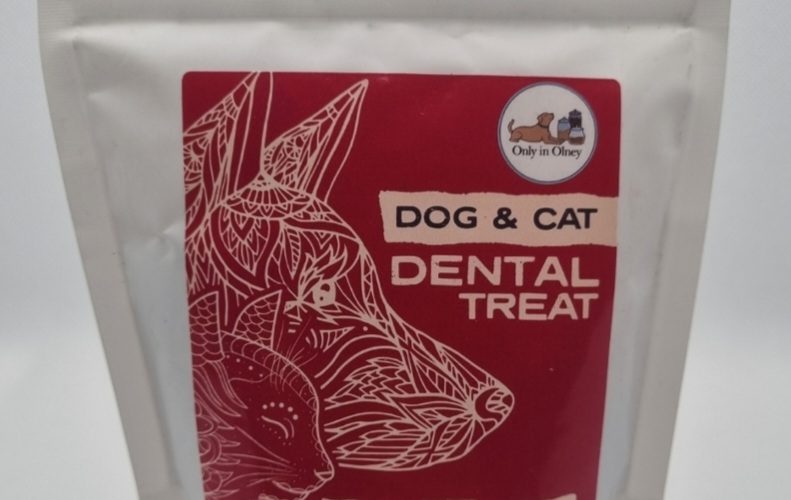 Only in Olney
DOG & CAT
DENTAL
TREAT